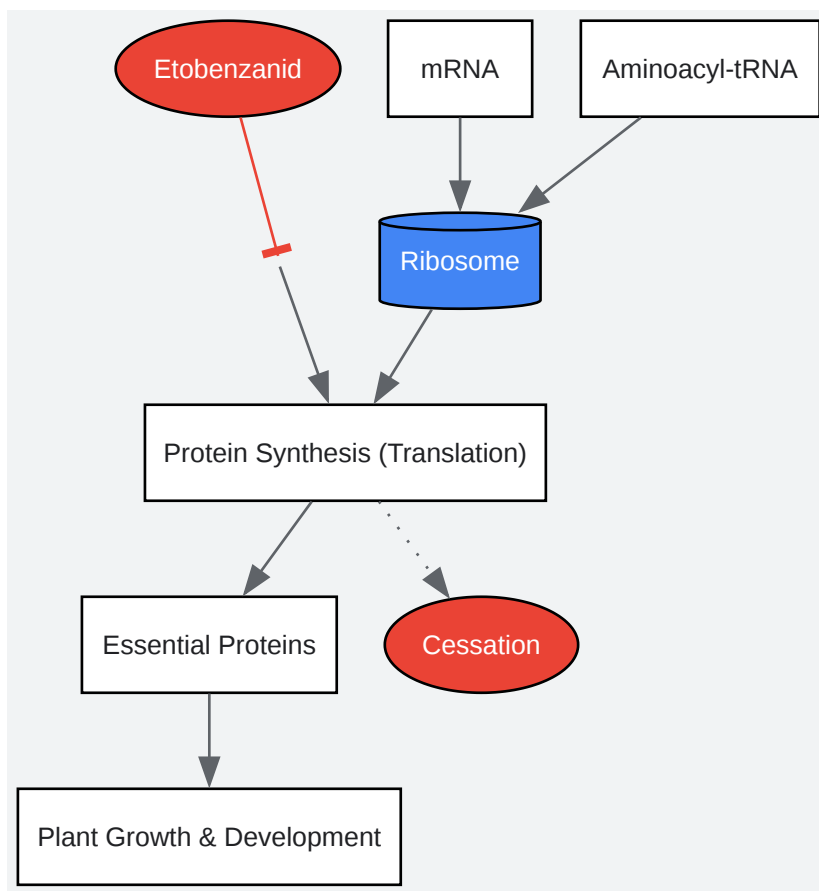 Etobenzanid
mRNA
Aminoacyl-tRNA
Ribosome
Protein Synthesis (Translation)
Essential Proteins
Cessation
Plant Growth & Development